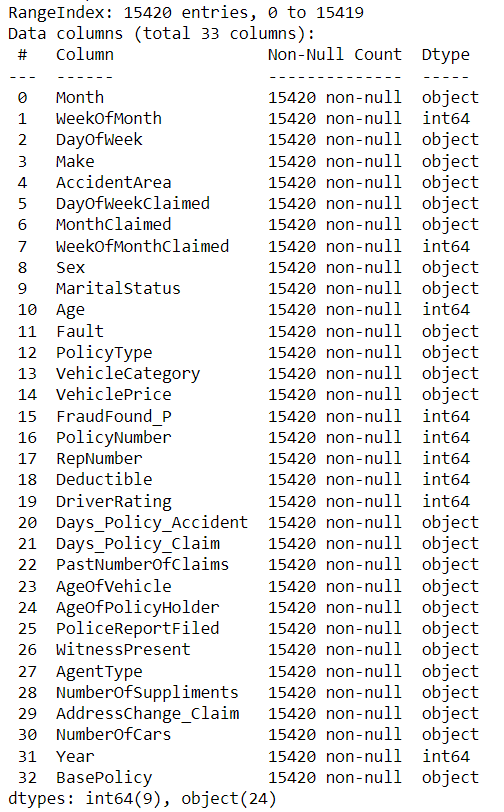 RangeIndex: 15420 entries, 0 to 15419
Data columns (total 33 columns):
 #   Column                Non-Null Count  Dtype
---  ------                --------------  -----
 0   Month                 15420 non-null  object
 1   WeekOfMonth           15420 non-null  int64
 2   DayOfWeek             15420 non-null  object
 3   Make                  15420 non-null  object
 4   AccidentArea          15420 non-null  object
 5   DayOfWeekClaimed      15420 non-null  object
 6   MonthClaimed          15420 non-null  object
 7   WeekOfMonthClaimed    15420 non-null  int64
 8   Sex                   15420 non-null  object
 9   MaritalStatus         15420 non-null  object
 10  Age                   15420 non-null  int64
 11  Fault                 15420 non-null  object
 12  PolicyType            15420 non-null  object
 13  VehicleCategory       15420 non-null  object
 14  VehiclePrice          15420 non-null  object
 15  FraudFound_P          15420 non-null  int64
 16  PolicyNumber          15420 non-null  int64
 17  RepNumber             15420 non-null  int64
 18  Deductible            15420 non-null  int64
 19  DriverRating          15420 non-null  int64
 20  Days_Policy_Accident  15420 non-null  object
 21  Days_Policy_Claim     15420 non-null  object
 22  PastNumberOfClaims    15420 non-null  object
 23  AgeOfVehicle          15420 non-null  object
 24  AgeOfPolicyHolder     15420 non-null  object
 25  PoliceReportFiled     15420 non-null  object
 26  WitnessPresent        15420 non-null  object
 27  AgentType             15420 non-null  object
 28  NumberOfSuppliments   15420 non-null  object
 29  AddressChange_Claim   15420 non-null  object
 30  NumberOfCars          15420 non-null  object
 31  Year                  15420 non-null  int64
 32  BasePolicy            15420 non-null  object
dtypes: int64(9), object(24)